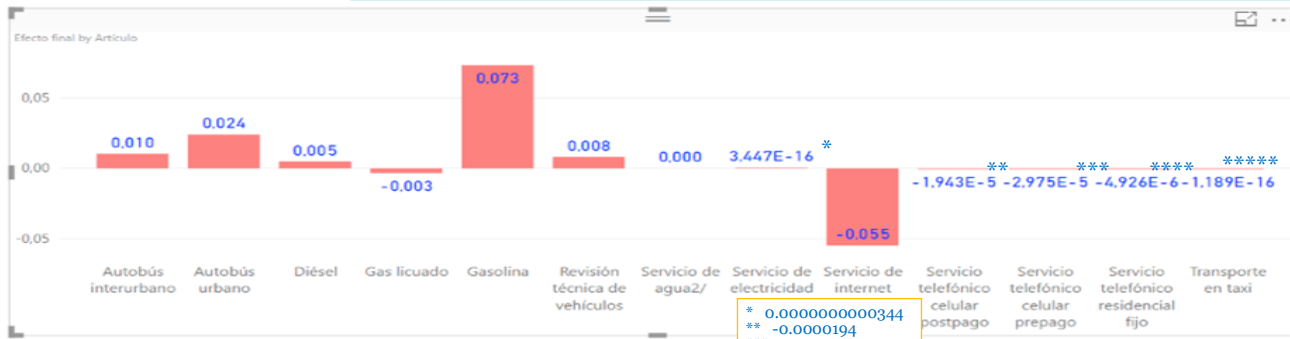 Efecto final by Artículo
0,05
0,00
-0,05
0,010
0,024
0,005
-0,003
0,073
0,008
0,000
3,447E-16
*
-0,055
**
***
****
*****
-1,943E-5
-2,975E-5
-4,926E-6
-1,189E-16
Autobús
interurbano
Autobús
urbano
Diésel
Gas licuado
Gasolina
Revisión
técnica de
vehículos
Servicio de
agua2/
Servicio de
electricidad
Servicio de
internet
Servicio
telefónico
celular
postpago
Servicio
telefónico
celular
prepago
Servicio
telefónico
residencial
fijo
Transporte
en taxi
* 0.0000000000344
** -0.0000194